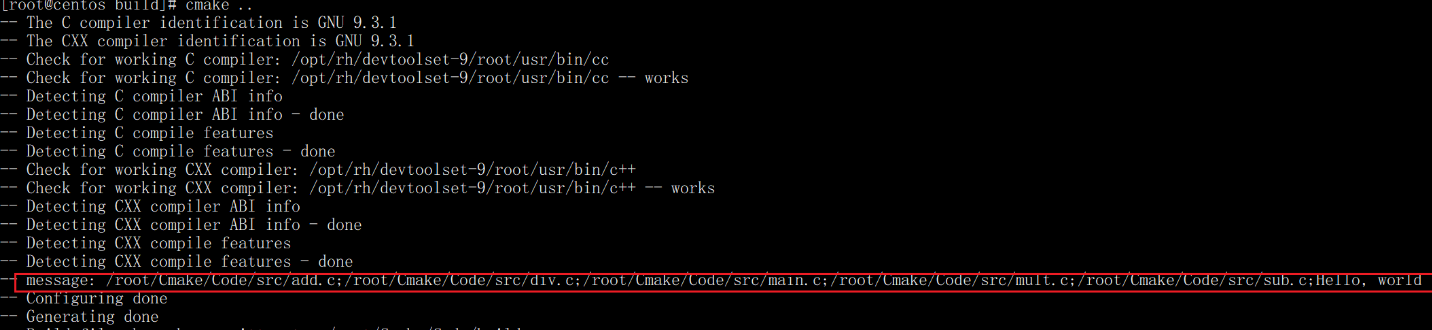 [root@centos build]# cmake ..
-- The C compiler identification is GNU 9.3.1
-- The CXX compiler identification is GNU 9.3.1
-- Check for working C compiler: /opt/rh/devtoolset-9/root/usr/bin/cc
-- Check for working C compiler: /opt/rh/devtoolset-9/root/usr/bin/cc -- works
-- Detecting C compiler ABI info
-- Detecting C compiler ABI info - done
-- Detecting C compile features
-- Detecting C compile features - done
-- Check for working CXX compiler: /opt/rh/devtoolset-9/root/usr/bin/c++
-- Check for working CXX compiler: /opt/rh/devtoolset-9/root/usr/bin/c++ -- works
-- Detecting CXX compiler ABI info
-- Detecting CXX compiler ABI info - done
-- Detecting CXX compile features
-- Detecting CXX compile features - done
-- message: /root/Cmake/Code/src/add.c;/root/Cmake/Code/src/div.c;/root/Cmake/Code/src/main.c;/root/Cmake/Code/src/mult.c;/root/Cmake/Code/src/sub.c;Hello, world
-- Configuring done
-- Generating done